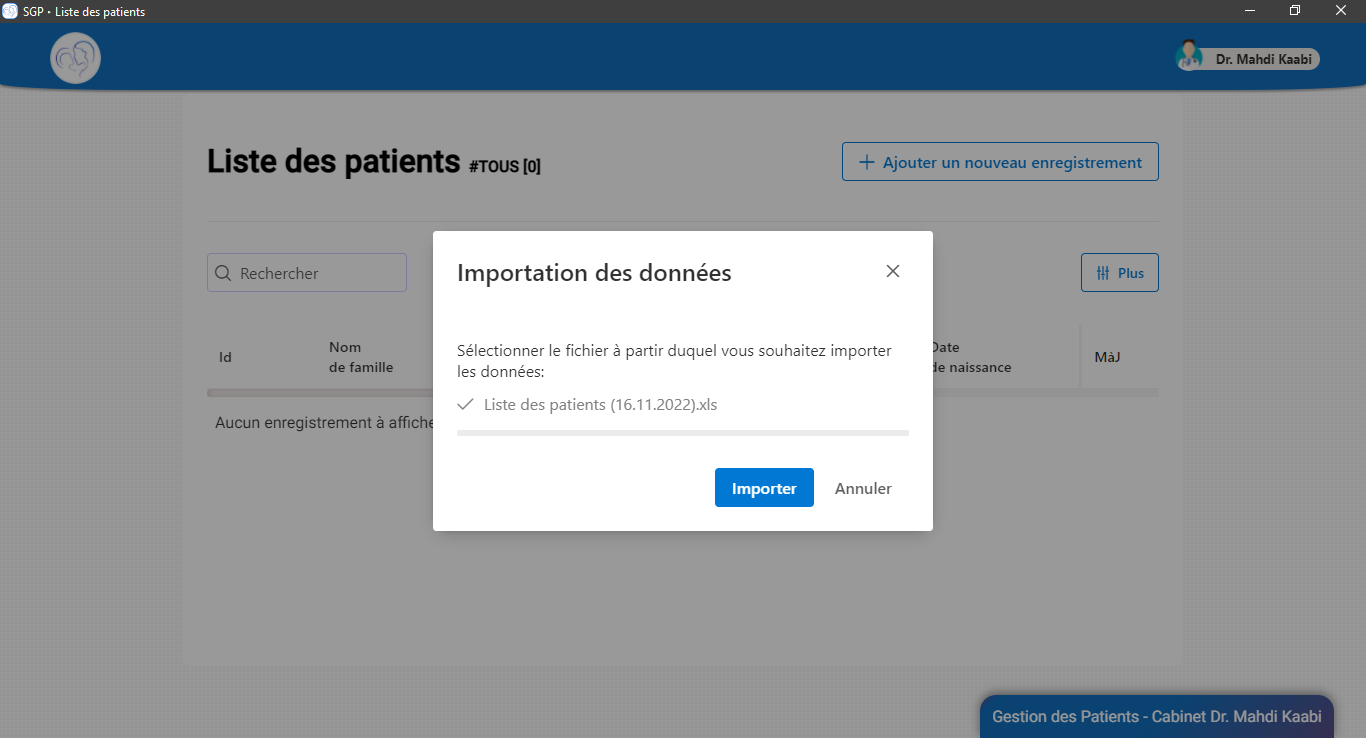 SGP • Liste des patients
Dr. Mahdi Kaabi
Liste des patients #TOUS [0]
Ajouter un nouveau enregistrement
Rechercher
Plus
Id
Nom
de famille
Date
de naissance
MàJ
Aucun enregistrement à affiche
Importation des données
Sélectionner le fichier à partir duquel vous souhaitez importer
les données:
Liste des patients (16.11.2022).xls
Importer
Annuler
Gestion des Patients - Cabinet Dr. Mahdi Kaabi